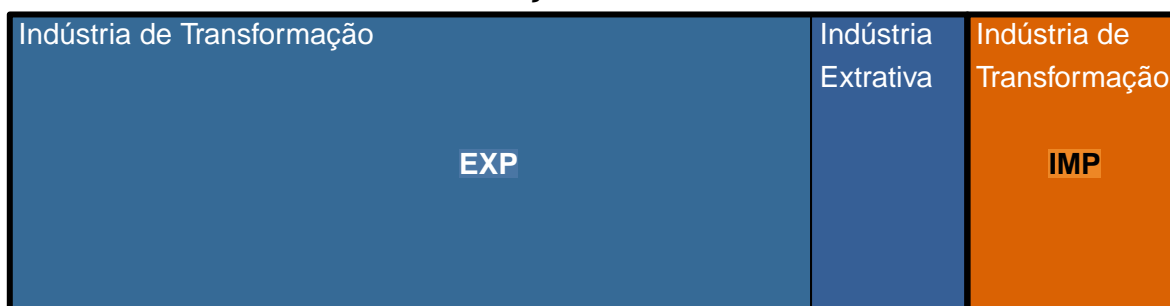 Indústria de Transformação
EXP
Indústria
Extrativa
Indústria de
Transformação
IMP